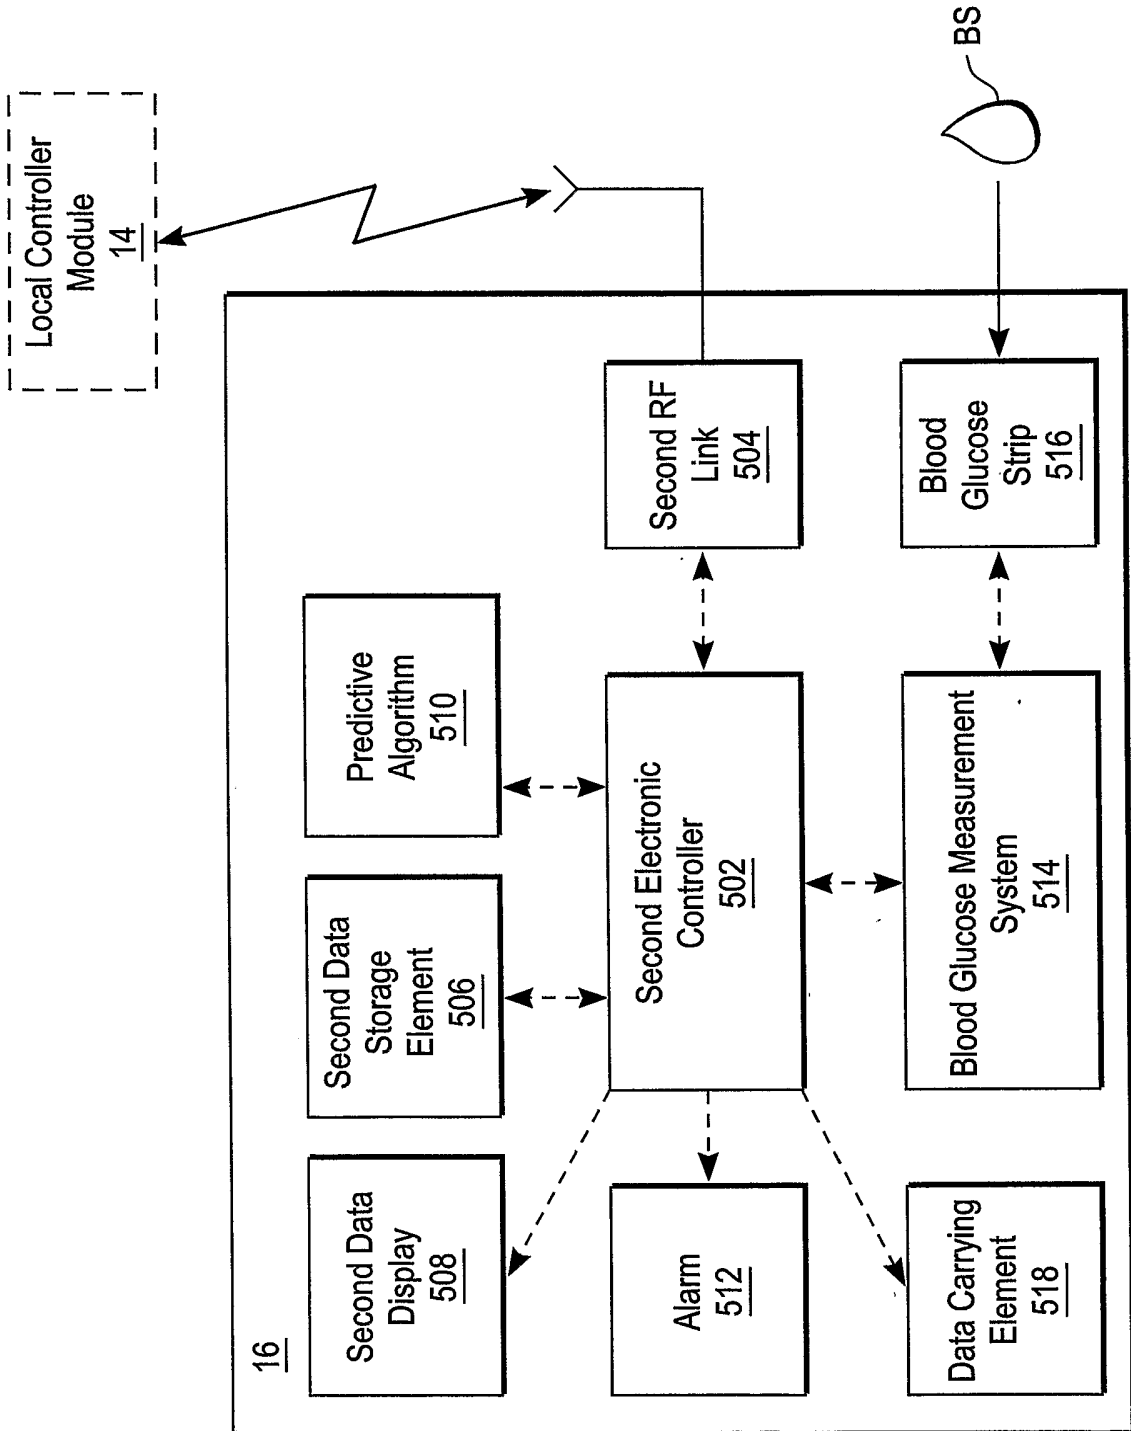 Local Controller
Module
14
BS
16
Second Data
Display
508
Second Data
Storage
Element
506
Predictive
Algorithm
510
Alarm
512
Second Electronic
Controller
502
Second RF
Link
504
Data Carrying
Element
518
Blood Glucose Measurement
System
514
Blood
Glucose
Strip
516